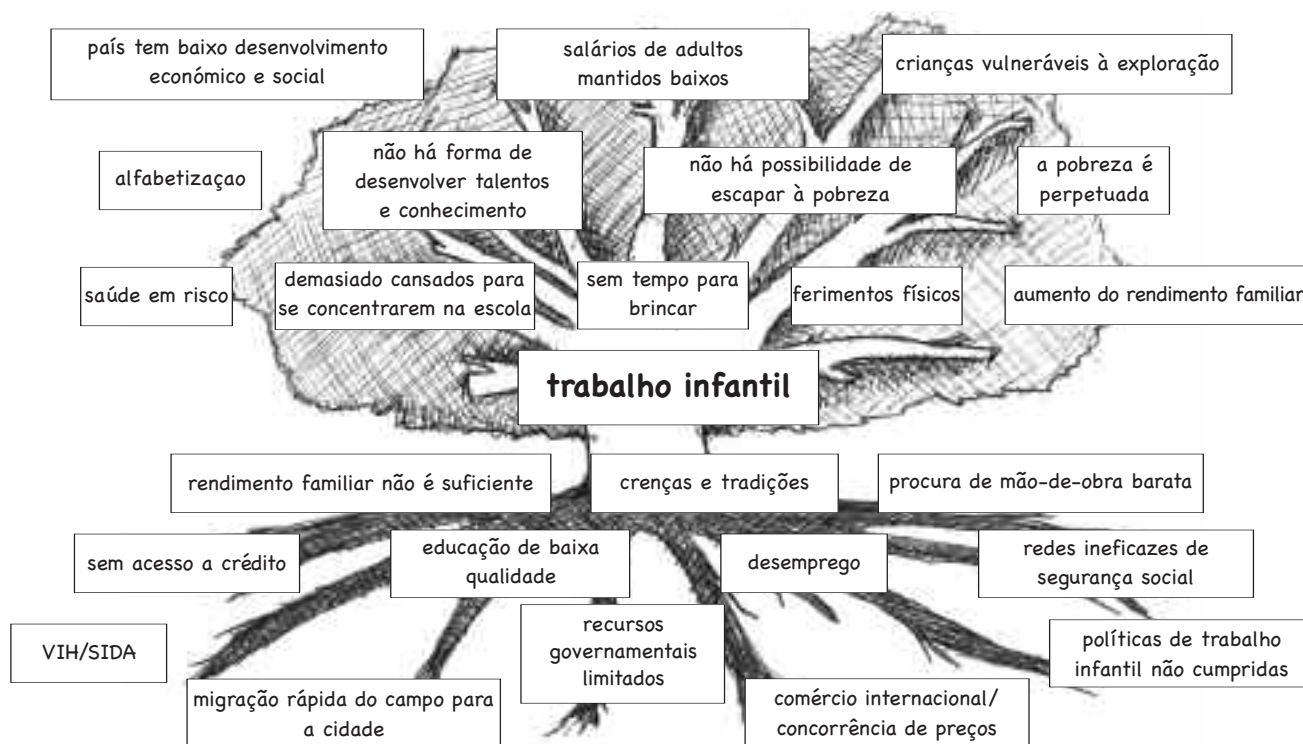 país tem baixo desenvolvimento
económico e social
salários de adultos
mantidos baixos
crianças vulneráveis à exploração
alfabetizaçao
não há forma de
desenvolver talentos
e conhecimento
não há possibilidade de
escapar à pobreza
a pobreza é
perpetuada
saúde em risco
demasiado cansados para
se concentrarem na escola
sem tempo para
brincar
ferimentos físicos
aumento do rendimento familiar
trabalho infantil
rendimento familiar não é suficiente
crenças e tradições
procura de mão-de-obra barata
sem acesso a crédito
educação de baixa
qualidade
desemprego
redes ineficazes de
segurança social
VIH/SIDA
recursos
governamentais
limitados
políticas de trabalho
infantil não cumpridas
migração rápida do campo para
a cidade
comércio internacional/
concorrência de preços